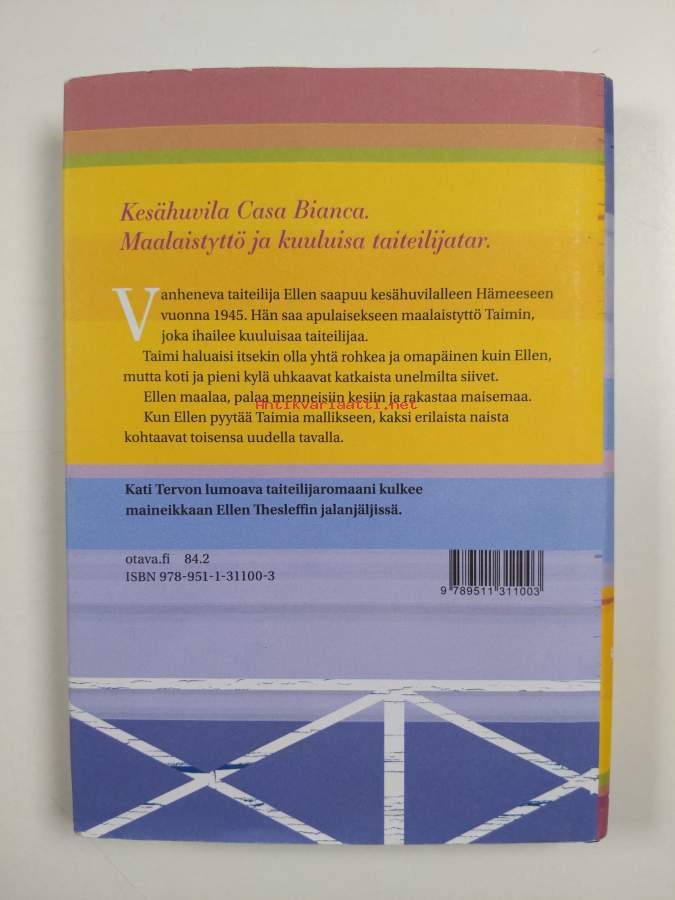 Kesähuvila Casa Bianca.
Maalaistyttö ja kuuluisa taiteilijatar.
Vanheneva taiteilija Ellen saapuu kesähuvilalleen Hämeeseen
vuonna 1945. Hän saa apulaisekseen maalaistyttö Taimin,
joka ihailee kuuluisaa taiteilijaa.
Taimi haluaisi itsekin olla yhtä rohkea ja omapäinen kuin Ellen,
mutta koti ja pieni kylä uhkaavat katkaista unelmilta siivet.
Ellen maalaa, palaa menneisiin kesiin ja rakastaa maisemaa.
Antikvariaatti.net
Kun Ellen pyytää Taimia mallikseen, kaksi erilaista naista
kohtaavat toisensa uudella tavalla.
Kati Tervon lumoava taiteilijaromaani kulkee
maineikkaan Ellen Thesleffin jalanjäljissä.
otava.fi 84.2
ISBN 978-951-1-31100-3
9 789511 311003